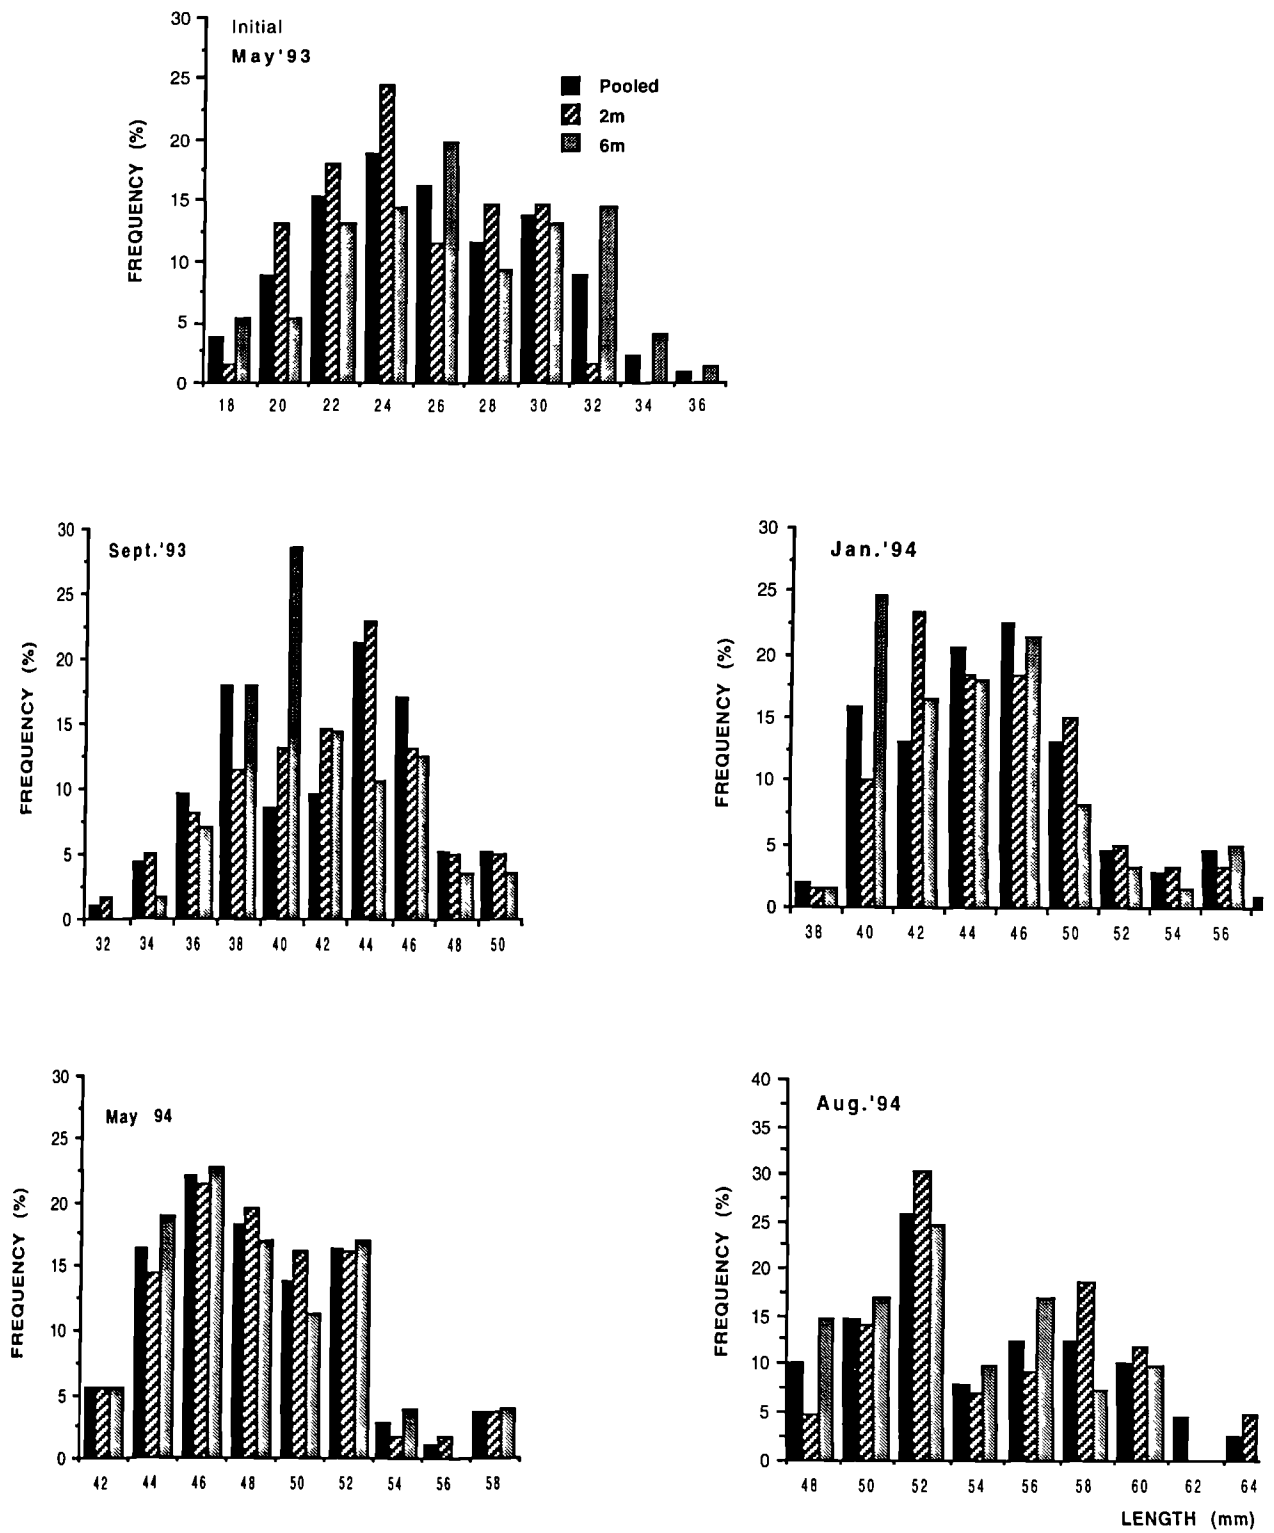 Initial
May'93
Pooled
2m
6m
FREQUENCY (%)
30
25
20
15
10
5
0
18 20 22 24 26 28 30 32 34 36
Sept.'93
FREQUENCY (%)
30
25
20
15
10
5
0
32 34 36 38 40 42 44 46 48 50
Jan.'94
FREQUENCY (%)
30
25
20
15
10
5
0
38 40 42 44 46 50 52 54 56
May 94
FREQUENCY (%)
30
25
20
15
10
5
0
42 44 46 48 50 52 54 56 58
Aug.'94
FREQUENCY (%)
40
35
30
25
20
15
10
5
0
48 50 52 54 56 58 60 62 64
LENGTH (mm)